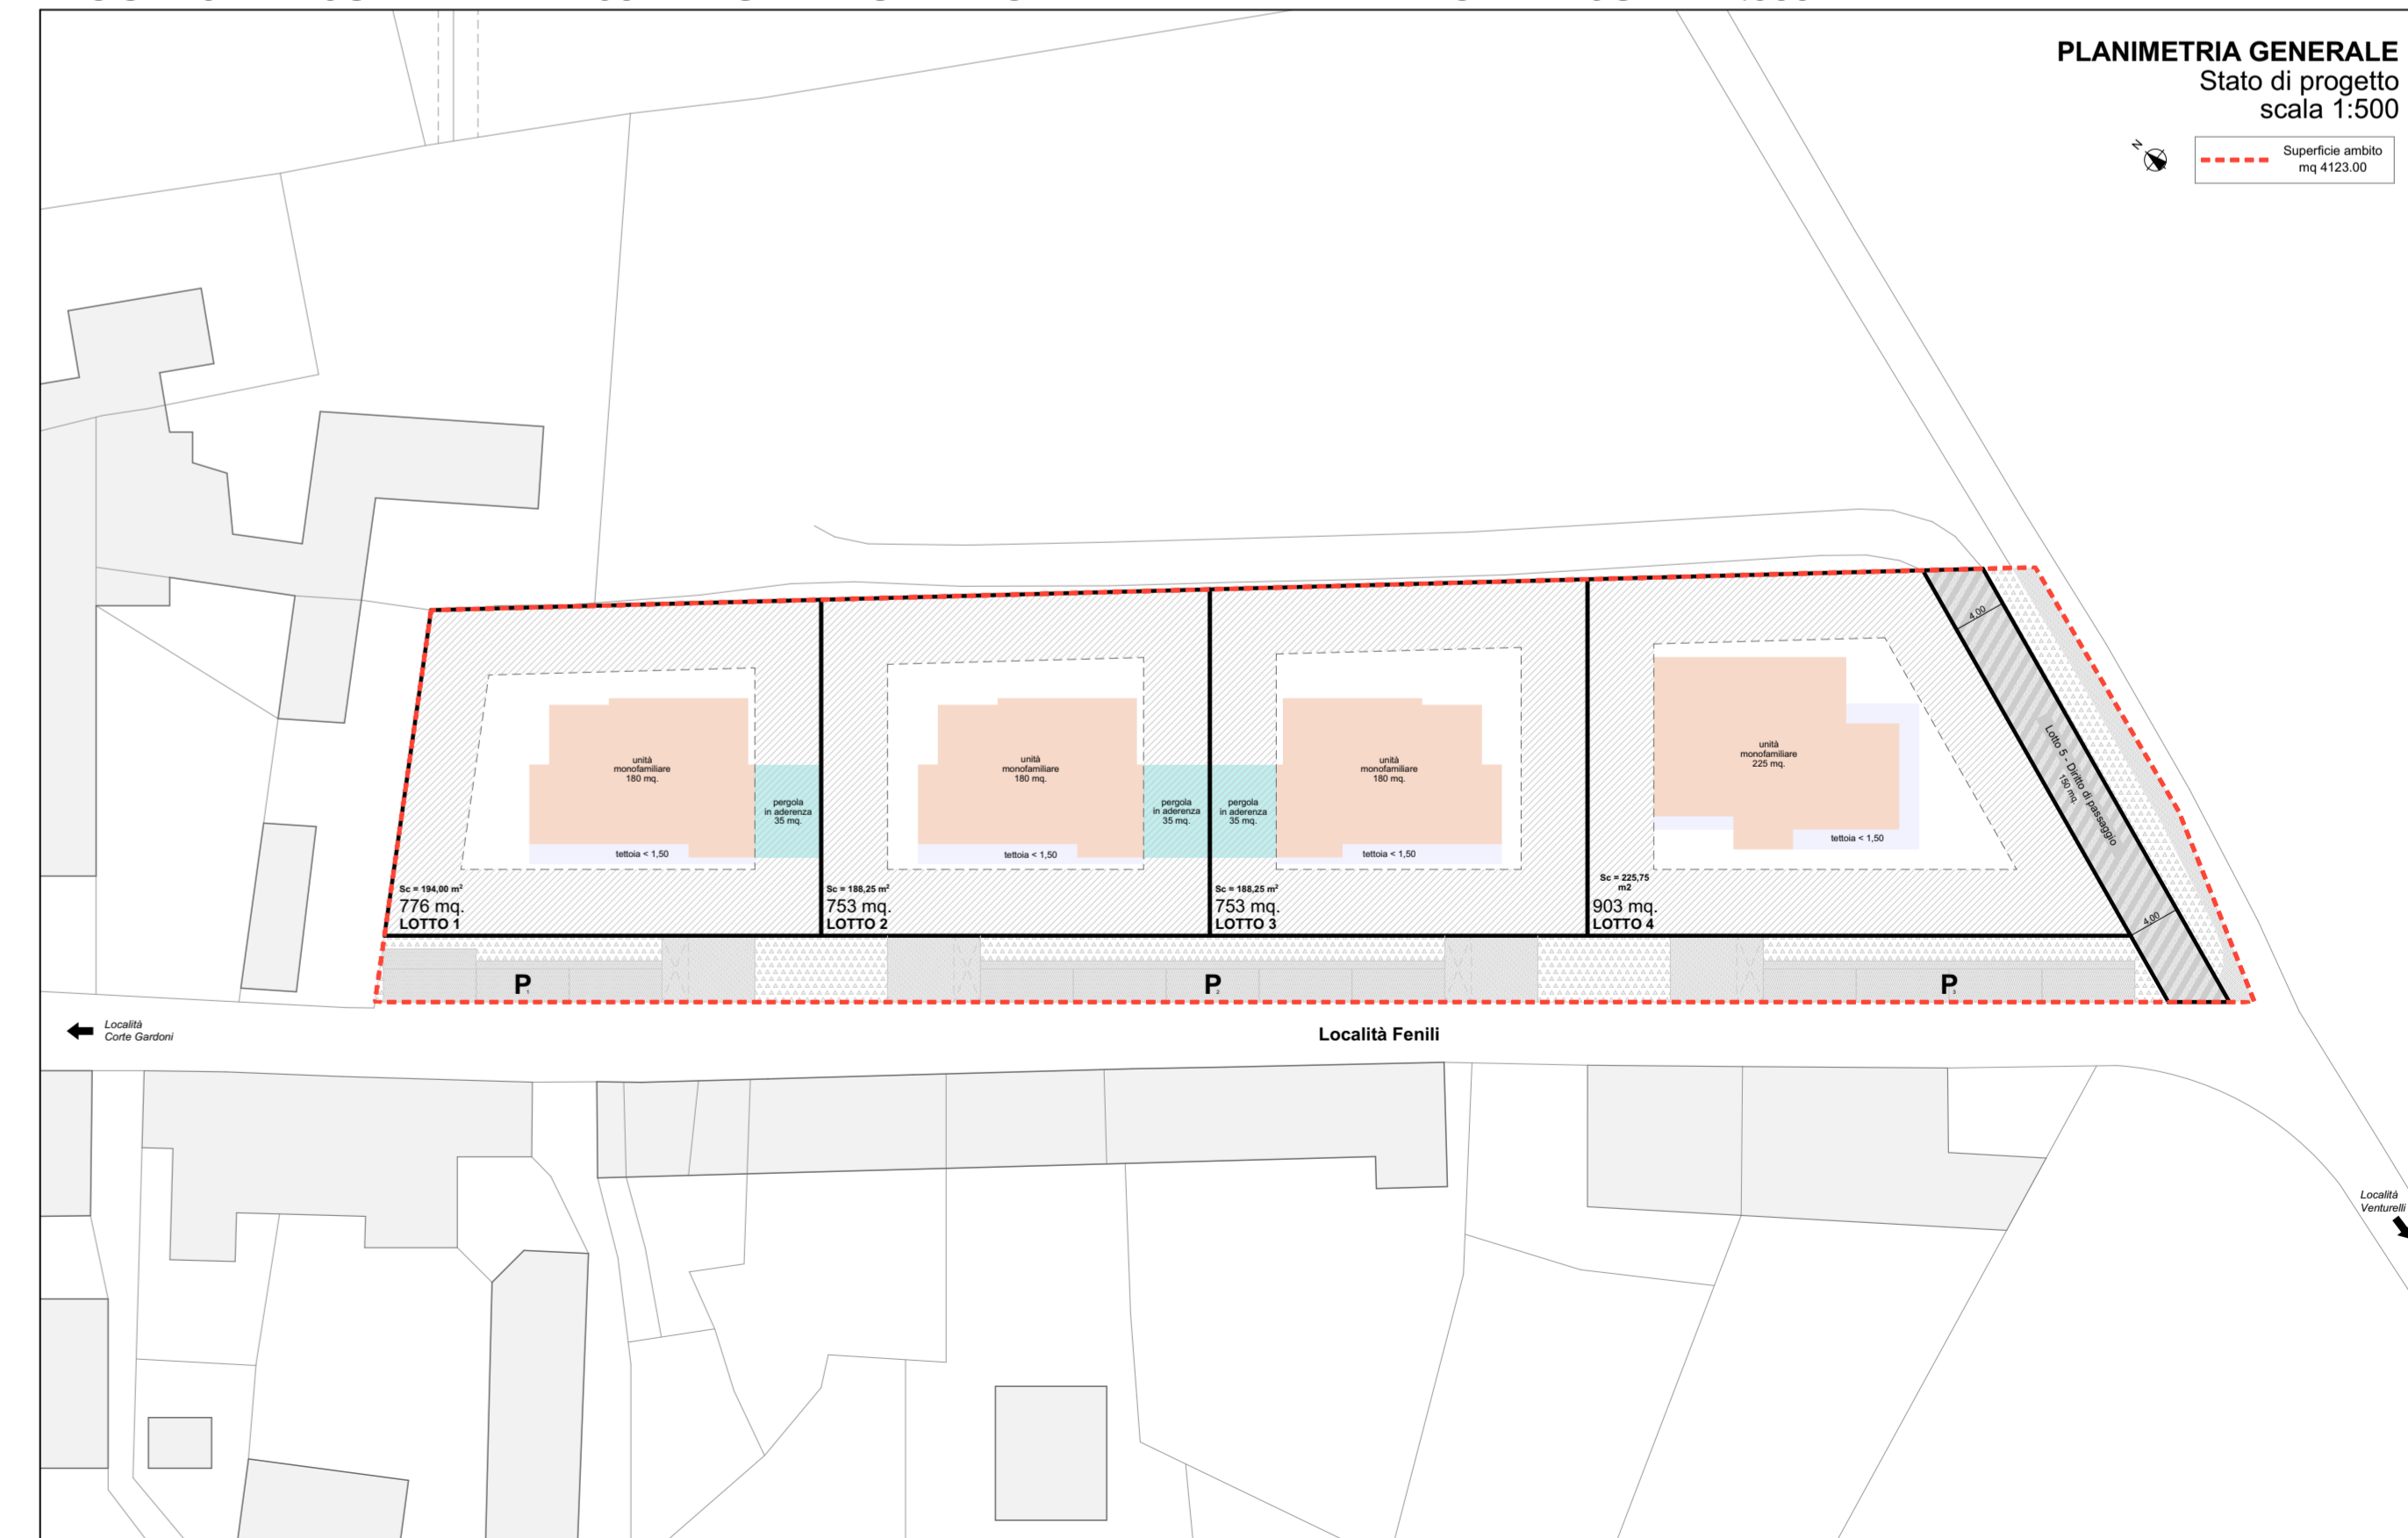 PLANIMETRIA GENERALE
Stato di progetto
scala 1:500
N
Superficie ambito
mq 4123.00
4,00
unità
monofamiliare
180 mq.
pergola
in aderenza
35 mq.
tettoia < 1,50
Sc = 194,00 m²
776 mq.
LOTTO 1
unità
monofamiliare
180 mq.
pergola
in aderenza
35 mq.
tettoia < 1,50
Sc = 188,25 m²
753 mq.
LOTTO 2
pergola
in aderenza
35 mq.
unità
monofamiliare
180 mq.
tettoia < 1,50
Sc = 188,25 m²
753 mq.
LOTTO 3
unità
monofamiliare
225 mq.
tettoia < 1,50
Sc = 225,75
m2
903 mq.
LOTTO 4
Lotto 5 - Diritto di passaggio
150 mq.
4,00
P1
P2
P3
Località
Corte Gardoni
Località Fenili
Località
Venturelli